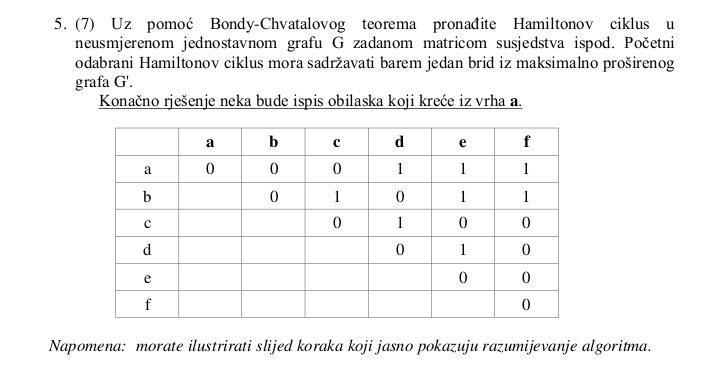 5. (7) Uz pomoć Bondy-Chvatalovog teorema pronađite Hamiltonov ciklus u
neusmjerenom jednostavnom grafu G zadanom matricom susjedstva ispod. Početni
odabrani Hamiltonov ciklus mora sadržavati barem jedan brid iz maksimalno proširenog
grafa G'.
Konačno rješenje neka bude ispis obilaska koji kreće iz vrha a.
a b c d e f
a 0 0 0 1 1 1
b 0 1 0 1 1
c 0 1 0 0
d 0 1 0
e 0 0
f 0
Napomena: morate ilustrirati slijed koraka koji jasno pokazuju razumijevanje algoritma.